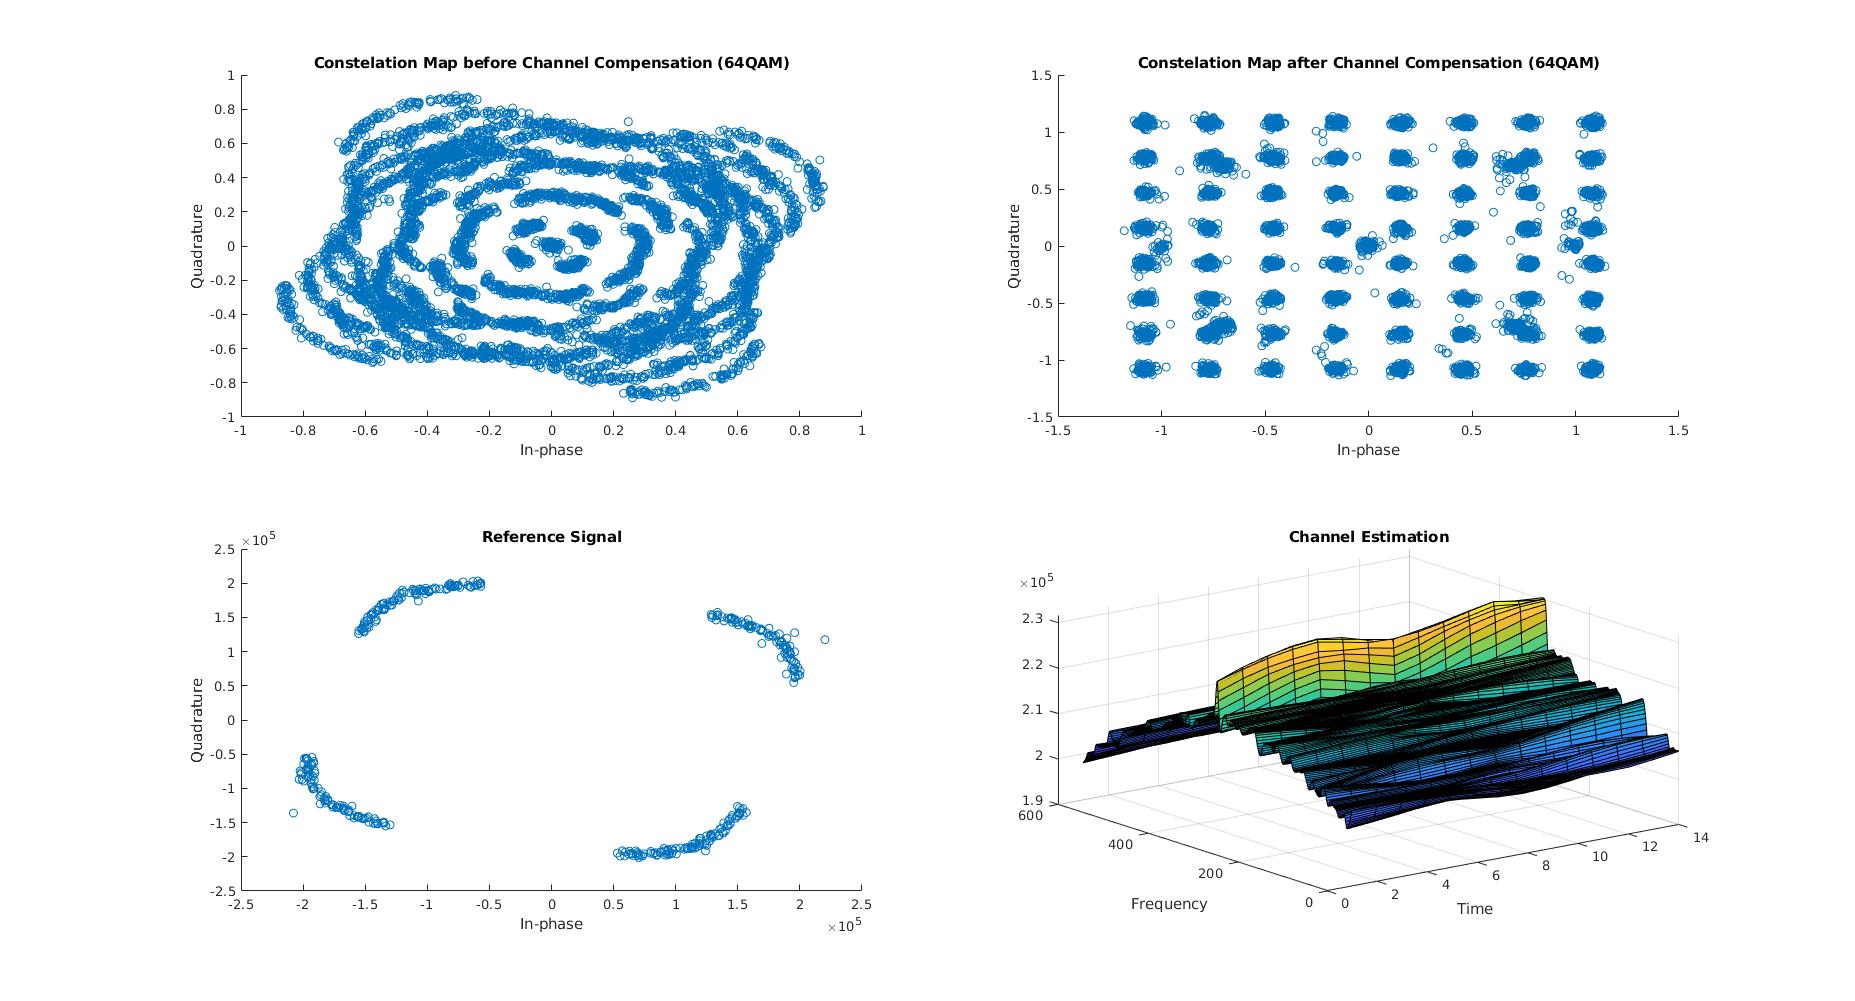 Constelation Map before Channel Compensation (64QAM)
1
0.8
0.6
0.4
0.2
0
-0.2
-0.4
-0.6
-0.8
-1
Quadrature
-1 -0.8 -0.6 -0.4 -0.2 0 0.2 0.4 0.6 0.8 1
In-phase
Constelation Map after Channel Compensation (64QAM)
1.5
1
0.5
0
-0.5
-1
-1.5
Quadrature
-1.5 -1 -0.5 0 0.5 1 1.5
In-phase
Reference Signal
×10⁵
2.5
2
1.5
1
0.5
0
-0.5
-1
-1.5
-2
-2.5
Quadrature
-2.5 -2 -1.5 -1 -0.5 0 0.5 1 1.5 2 2.5
In-phase
×10⁵
Channel Estimation
×10⁵
2.3
2.2
2.1
2
1.9
600
400
200
0
Frequency
0 2 4 6 8 10 12 14
Time